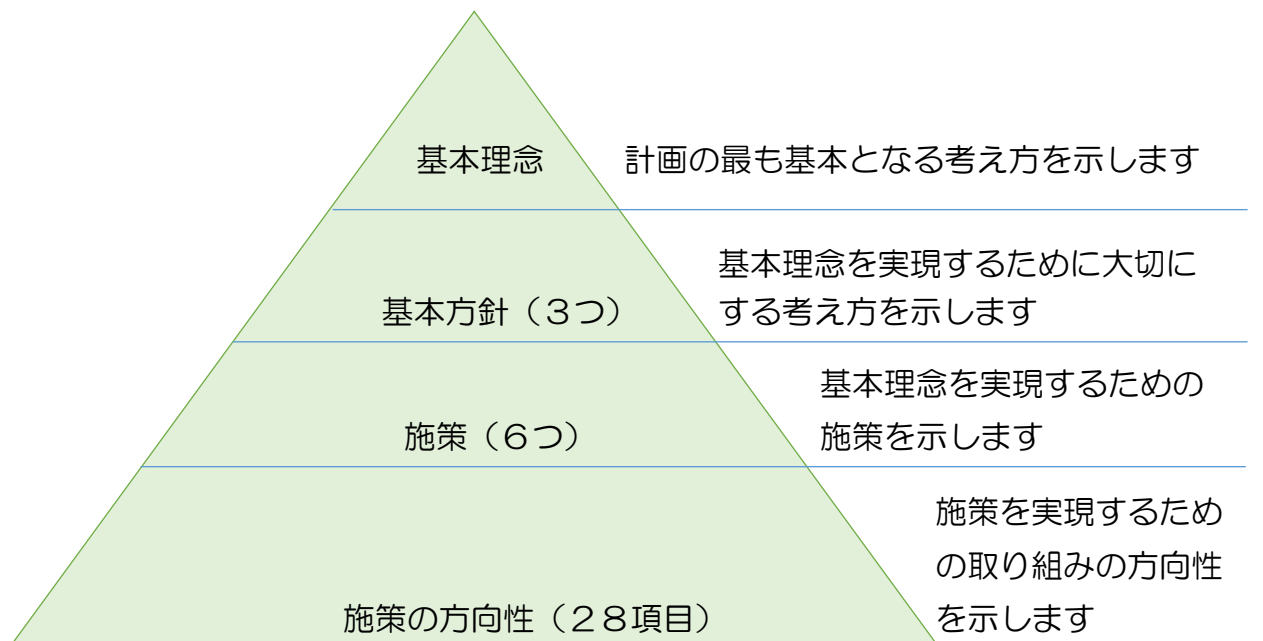 基本理念
計画の最も基本となる考え方を示します
基本方針（３つ）
基本理念を実現するために大切に
する考え方を示します
施策（６つ）
基本理念を実現するための
施策を示します
施策の方向性（２８項目）
施策を実現するため
の取り組みの方向性
を示します